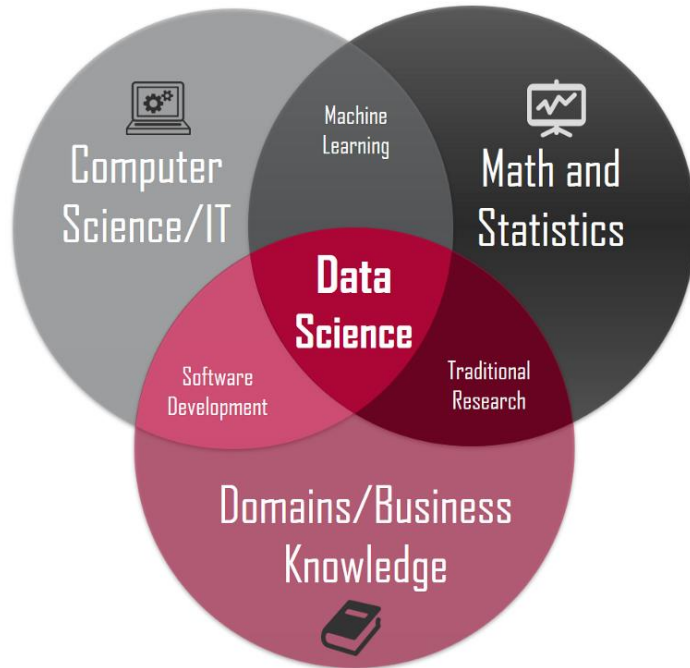 Machine
Learning
Computer
Science/IT
Math and
Statistics
Data
Science
Software
Development
Traditional
Research
Domains/Business
Knowledge